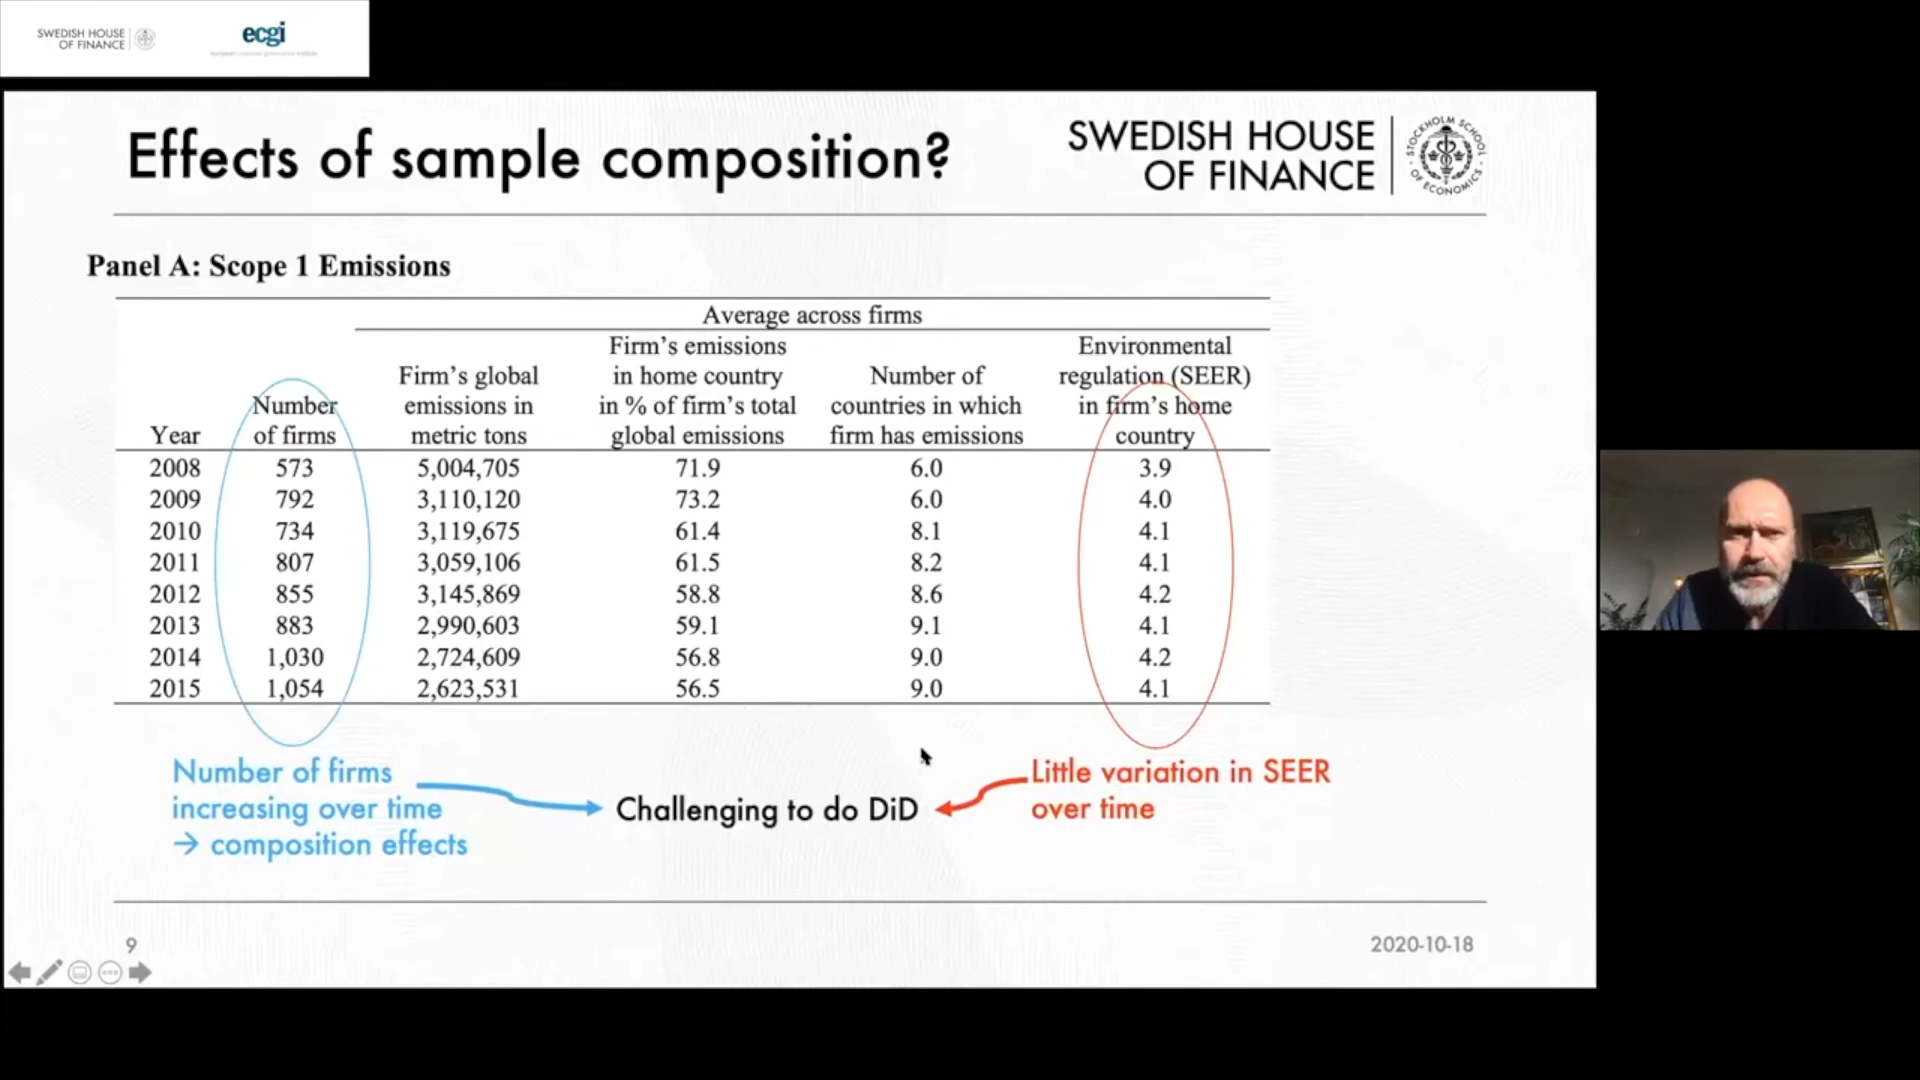 SWEDISH HOUSE
OF FINANCE
ecgi
Effects of sample composition?
SWEDISH HOUSE
OF FINANCE
STOCKHOLM SCHOOL
OF ECONOMICS
Panel A: Scope 1 Emissions
Average across firms
Year
Number
of firms
Firm's global
emissions in
metric tons
Firm's emissions
in home country
in % of firm's total
global emissions
Number of
countries in which
firm has emissions
Environmental
regulation (SEER)
in firm's home
country
2008 573 5,004,705 71.9 6.0 3.9
2009 792 3,110,120 73.2 6.0 4.0
2010 734 3,119,675 61.4 8.1 4.1
2011 807 3,059,106 61.5 8.2 4.1
2012 855 3,145,869 58.8 8.6 4.2
2013 883 2,990,603 59.1 9.1 4.1
2014 1,030 2,724,609 56.8 9.0 4.2
2015 1,054 2,623,531 56.5 9.0 4.1
Number of firms
increasing over time
→ composition effects
Challenging to do DiD
Little variation in SEER
over time
9
2020-10-18